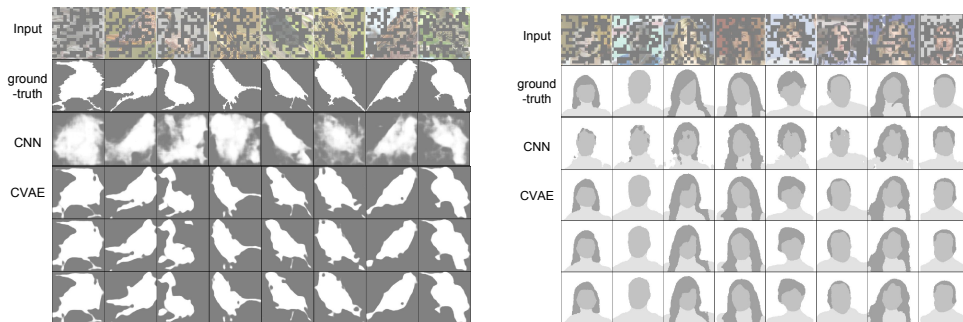 Input
ground
-truth
CNN
CVAE
Input
ground
-truth
CNN
CVAE